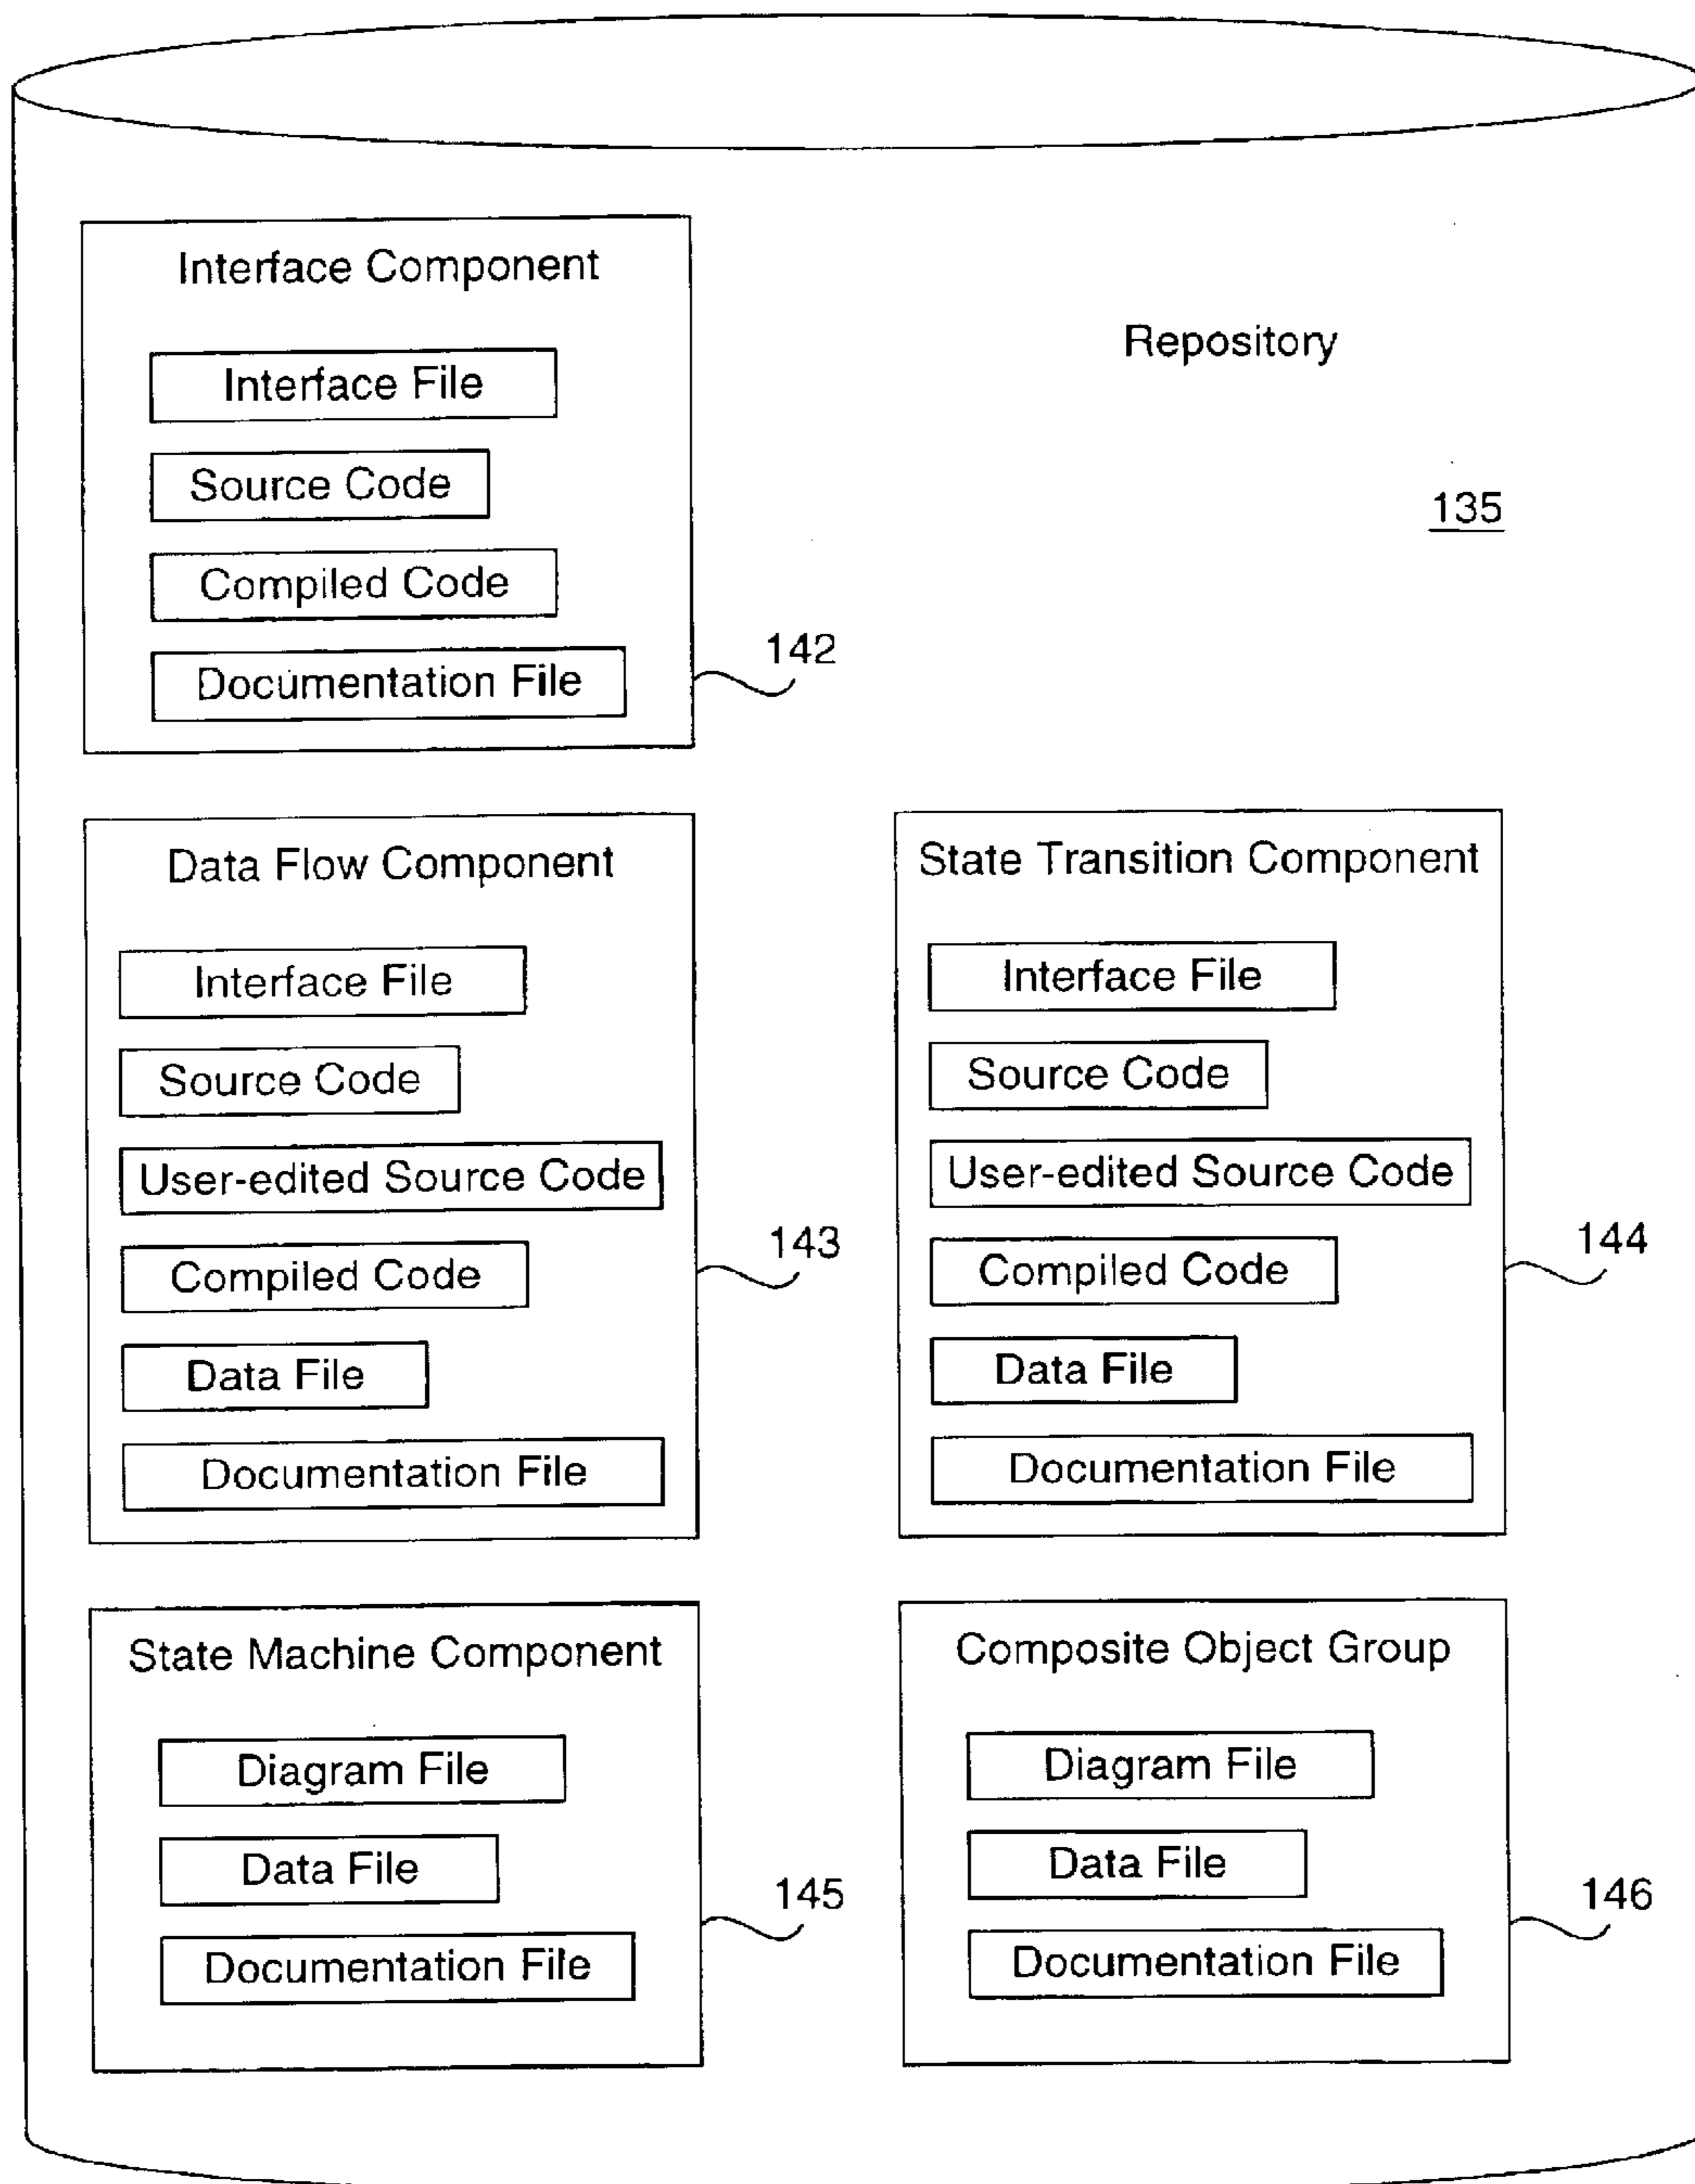 Interface Component
Interface File
Source Code
Compiled Code
Documentation File
142
Repository
135
Data Flow Component
Interface File
Source Code
User-edited Source Code
Compiled Code
Data File
Documentation File
143
State Transition Component
Interface File
Source Code
User-edited Source Code
Compiled Code
Data File
Documentation File
144
State Machine Component
Diagram File
Data File
Documentation File
145
Composite Object Group
Diagram File
Data File
Documentation File
146